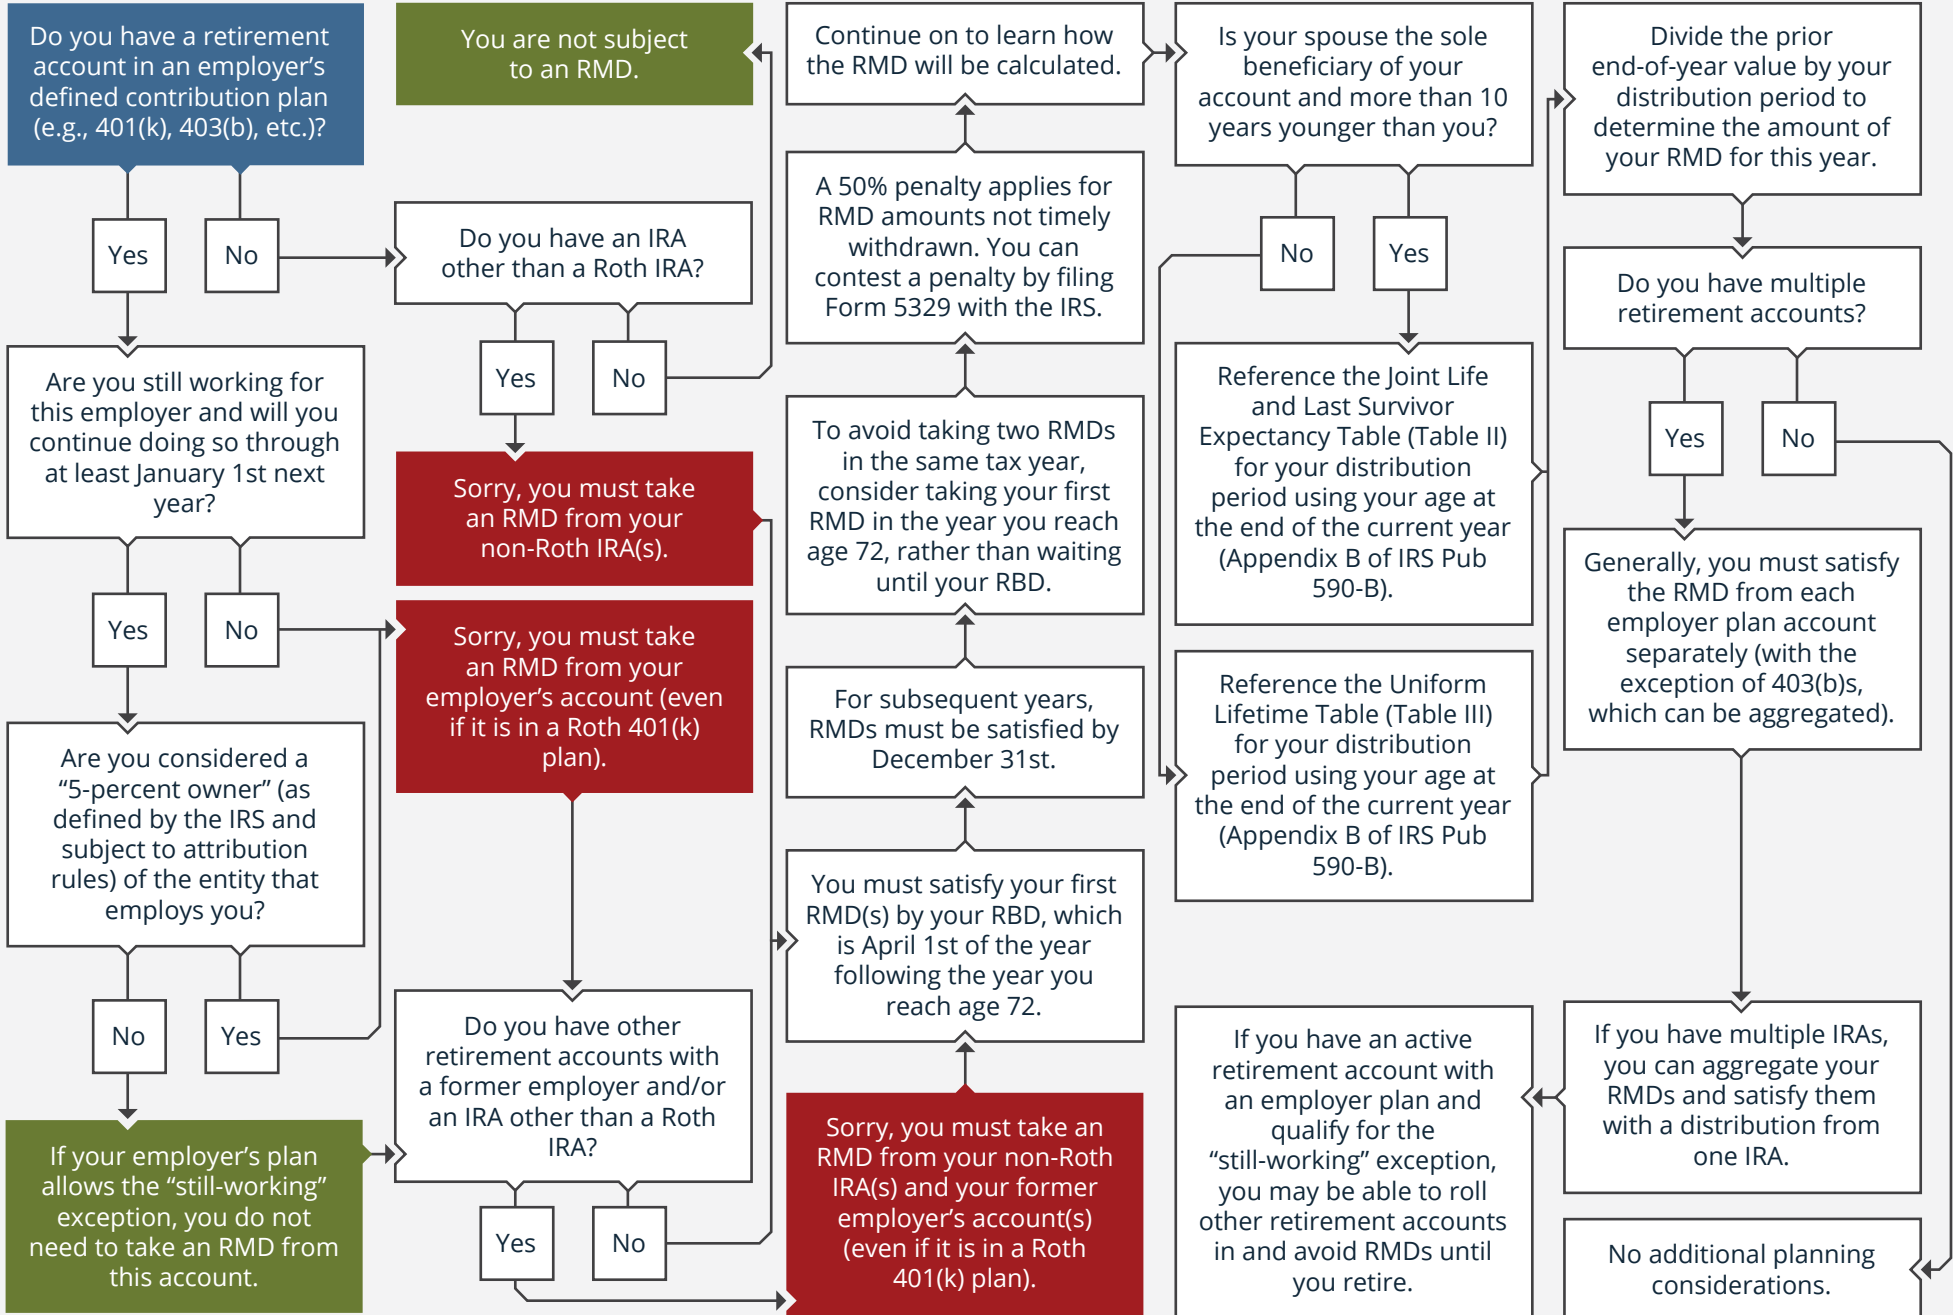 Do you have a retirement
account in an employer's
defined contribution plan
(e.g., 401(k), 403(b), etc.)?
Yes
No
Are you still working for
this employer and will you
continue doing so through
at least January 1st next
year?
Yes
No
Are you considered a
“5-percent owner” (as
defined by the IRS and
subject to attribution
rules) of the entity that
employs you?
No
Yes
If your employer's plan
allows the “still-working”
exception, you do not
need to take an RMD from
this account.
You are not subject
to an RMD.
Do you have an IRA
other than a Roth IRA?
Yes
No
Sorry, you must take
an RMD from your
non-Roth IRA(s).
Sorry, you must take
an RMD from your
employer's account (even
if it is in a Roth 401(k)
plan).
Do you have other
retirement accounts with
a former employer and/or
an IRA other than a Roth
IRA?
Yes
No
Continue on to learn how
the RMD will be calculated.
A 50% penalty applies for
RMD amounts not timely
withdrawn. You can
contest a penalty by filing
Form 5329 with the IRS.
To avoid taking two RMDs
in the same tax year,
consider taking your first
RMD in the year you reach
age 72, rather than waiting
until your RBD.
For subsequent years,
RMDs must be satisfied by
December 31st.
You must satisfy your first
RMD(s) by your RBD, which
is April 1st of the year
following the year you
reach age 72.
Sorry, you must take an
RMD from your non-Roth
IRA(s) and your former
employer's account(s)
(even if it is in a Roth
401(k) plan).
Is your spouse the sole
beneficiary of your
account and more than 10
years younger than you?
No
Yes
Reference the Joint Life
and Last Survivor
Expectancy Table (Table II)
for your distribution
period using your age at
the end of the current year
(Appendix B of IRS Pub
590-B).
Reference the Uniform
Lifetime Table (Table III)
for your distribution
period using your age at
the end of the current year
(Appendix B of IRS Pub
590-B).
If you have an active
retirement account with
an employer plan and
qualify for the
“still-working” exception,
you may be able to roll
other retirement accounts
in and avoid RMDs until
you retire.
Divide the prior
end-of-year value by your
distribution period to
determine the amount of
your RMD for this year.
Do you have multiple
retirement accounts?
Yes
No
Generally, you must satisfy
the RMD from each
employer plan account
separately (with the
exception of 403(b)s,
which can be aggregated).
If you have multiple IRAs,
you can aggregate your
RMDs and satisfy them
with a distribution from
one IRA.
No additional planning
considerations.